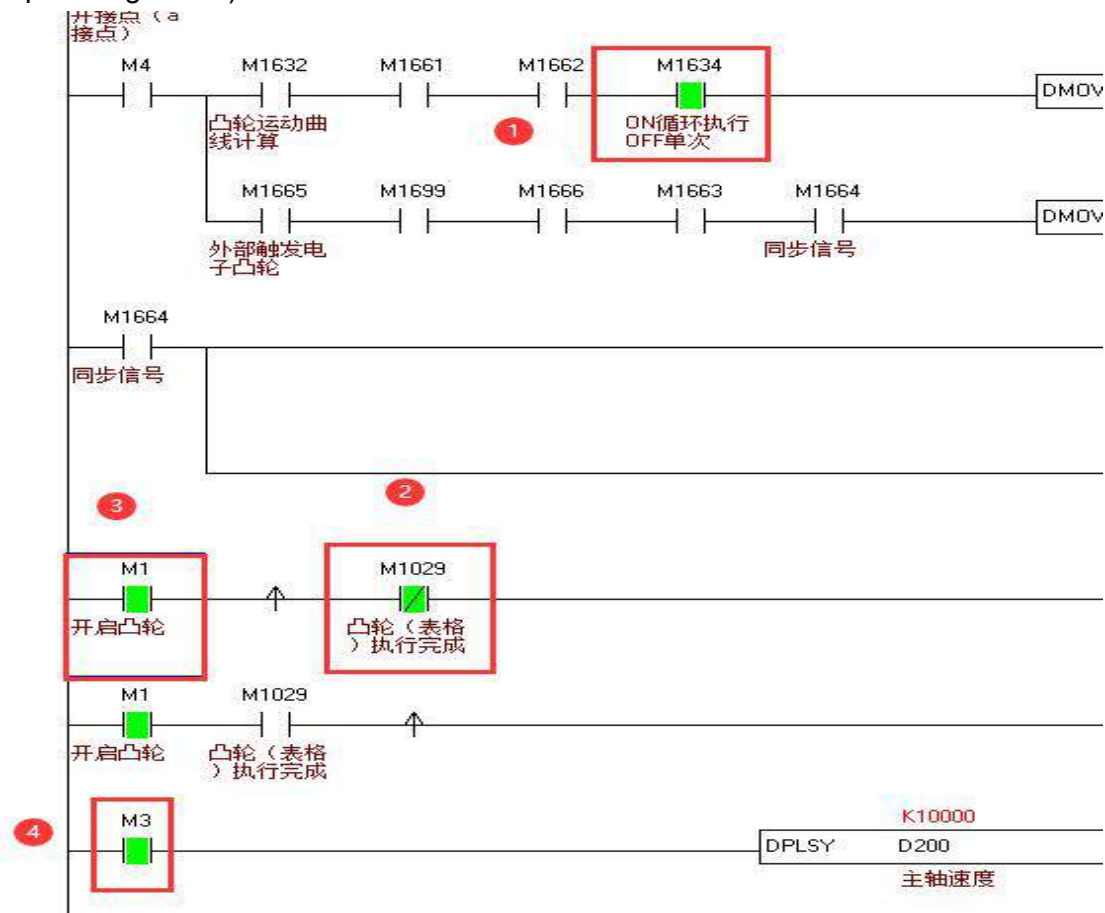 开接点（a
接点）
M4 M1632 M1661 M1662 M1634
DMOV
凸轮运动曲
线计算
1
ON循环执行
OFF单次
M1665 M1699 M1666 M1663 M1664
DMOV
外部触发电
子凸轮
同步信号
M1664
同步信号
3
2
M1 M1029
开启凸轮
凸轮（表格
）执行完成
M1 M1029
开启凸轮
凸轮（表格
）执行完成
4
M3
K10000
DPLSY D200
主轴速度